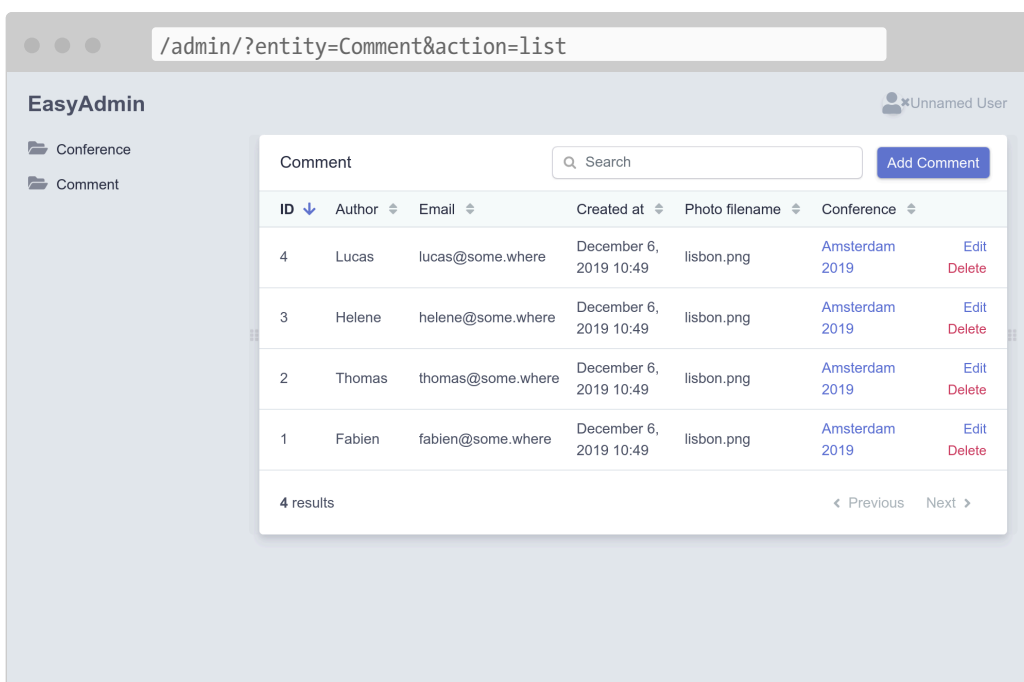 /admin/?entity=Comment&action=list
EasyAdmin
Unnamed User
Conference
Comment
Comment
Search
Add Comment
ID Author Email Created at Photo filename Conference
4 Lucas lucas@some.where December 6, 2019 10:49 lisbon.png Amsterdam 2019 Edit Delete
3 Helene helene@some.where December 6, 2019 10:49 lisbon.png Amsterdam 2019 Edit Delete
2 Thomas thomas@some.where December 6, 2019 10:49 lisbon.png Amsterdam 2019 Edit Delete
1 Fabien fabien@some.where December 6, 2019 10:49 lisbon.png Amsterdam 2019 Edit Delete
4 results
Previous Next